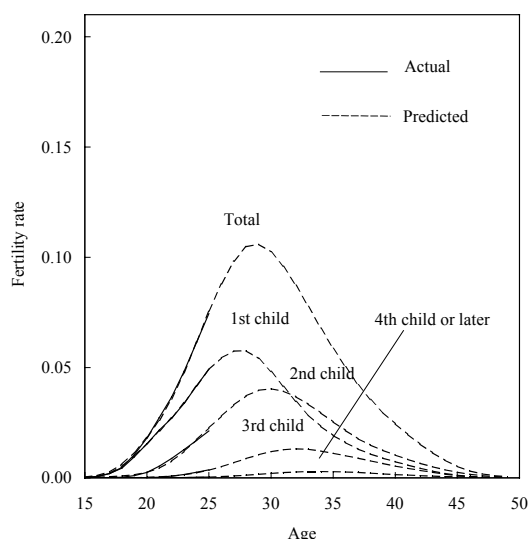 0.20
Actual
Predicted
0.15
Fertility rate
Total
0.10
1st child
4th child or later
0.05
2nd child
3rd child
0.00
15 20 25 30 35 40 45 50
Age